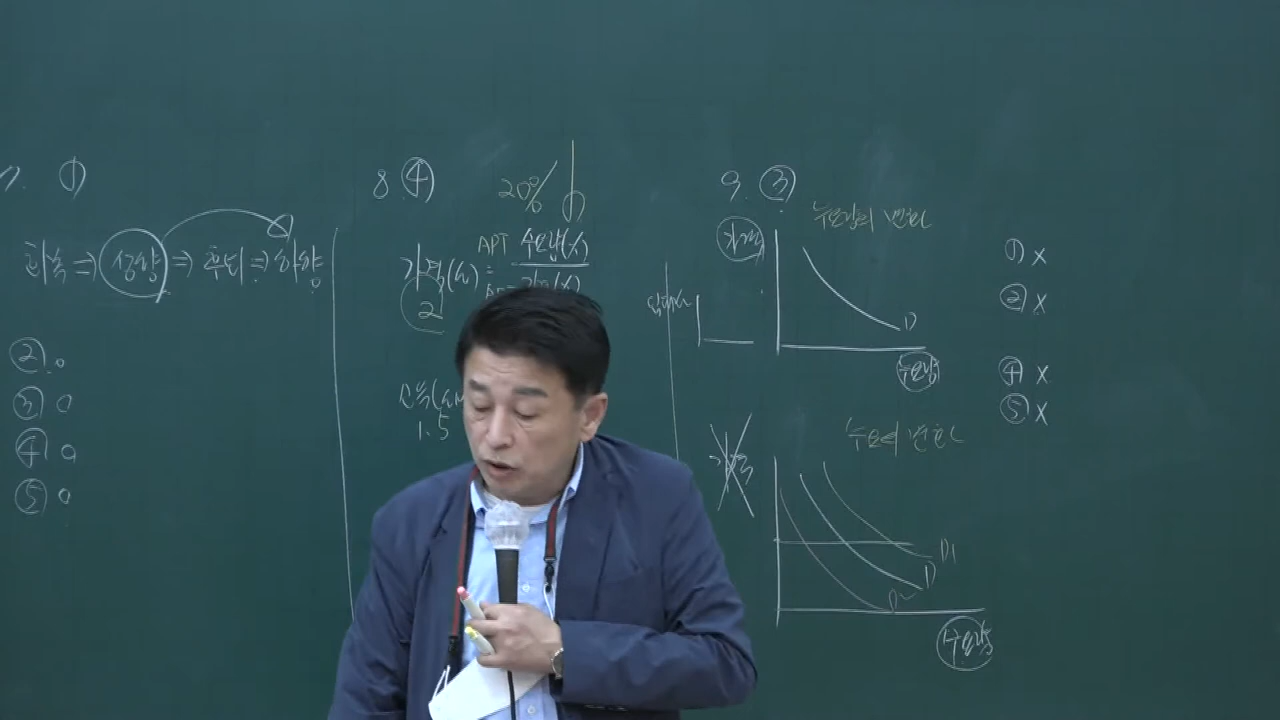 7. ①
회복 ⇒ 상향 ⇒ 후퇴 ⇒ 하향
② o
③ o
④ o
⑤ o
8. ④
20%
APT 수요량(X)
가격(ω)
2
1.5
9. ③
수요량의 변화
가격
D
수요량
수요의 변화
D1
D
D2
수요량
① X
② X
④ X
⑤ X